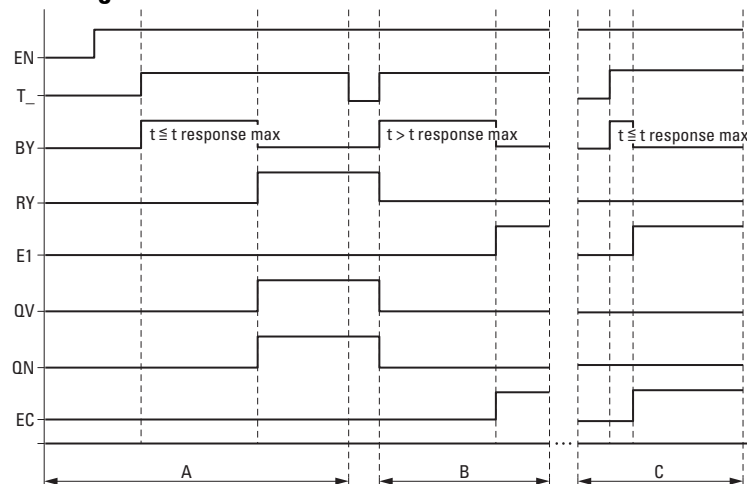 EN
T_
BY
t ≦ t response max
t > t response max
t ≦ t response max
RY
E1
QV
QN
EC
...
A
B
C